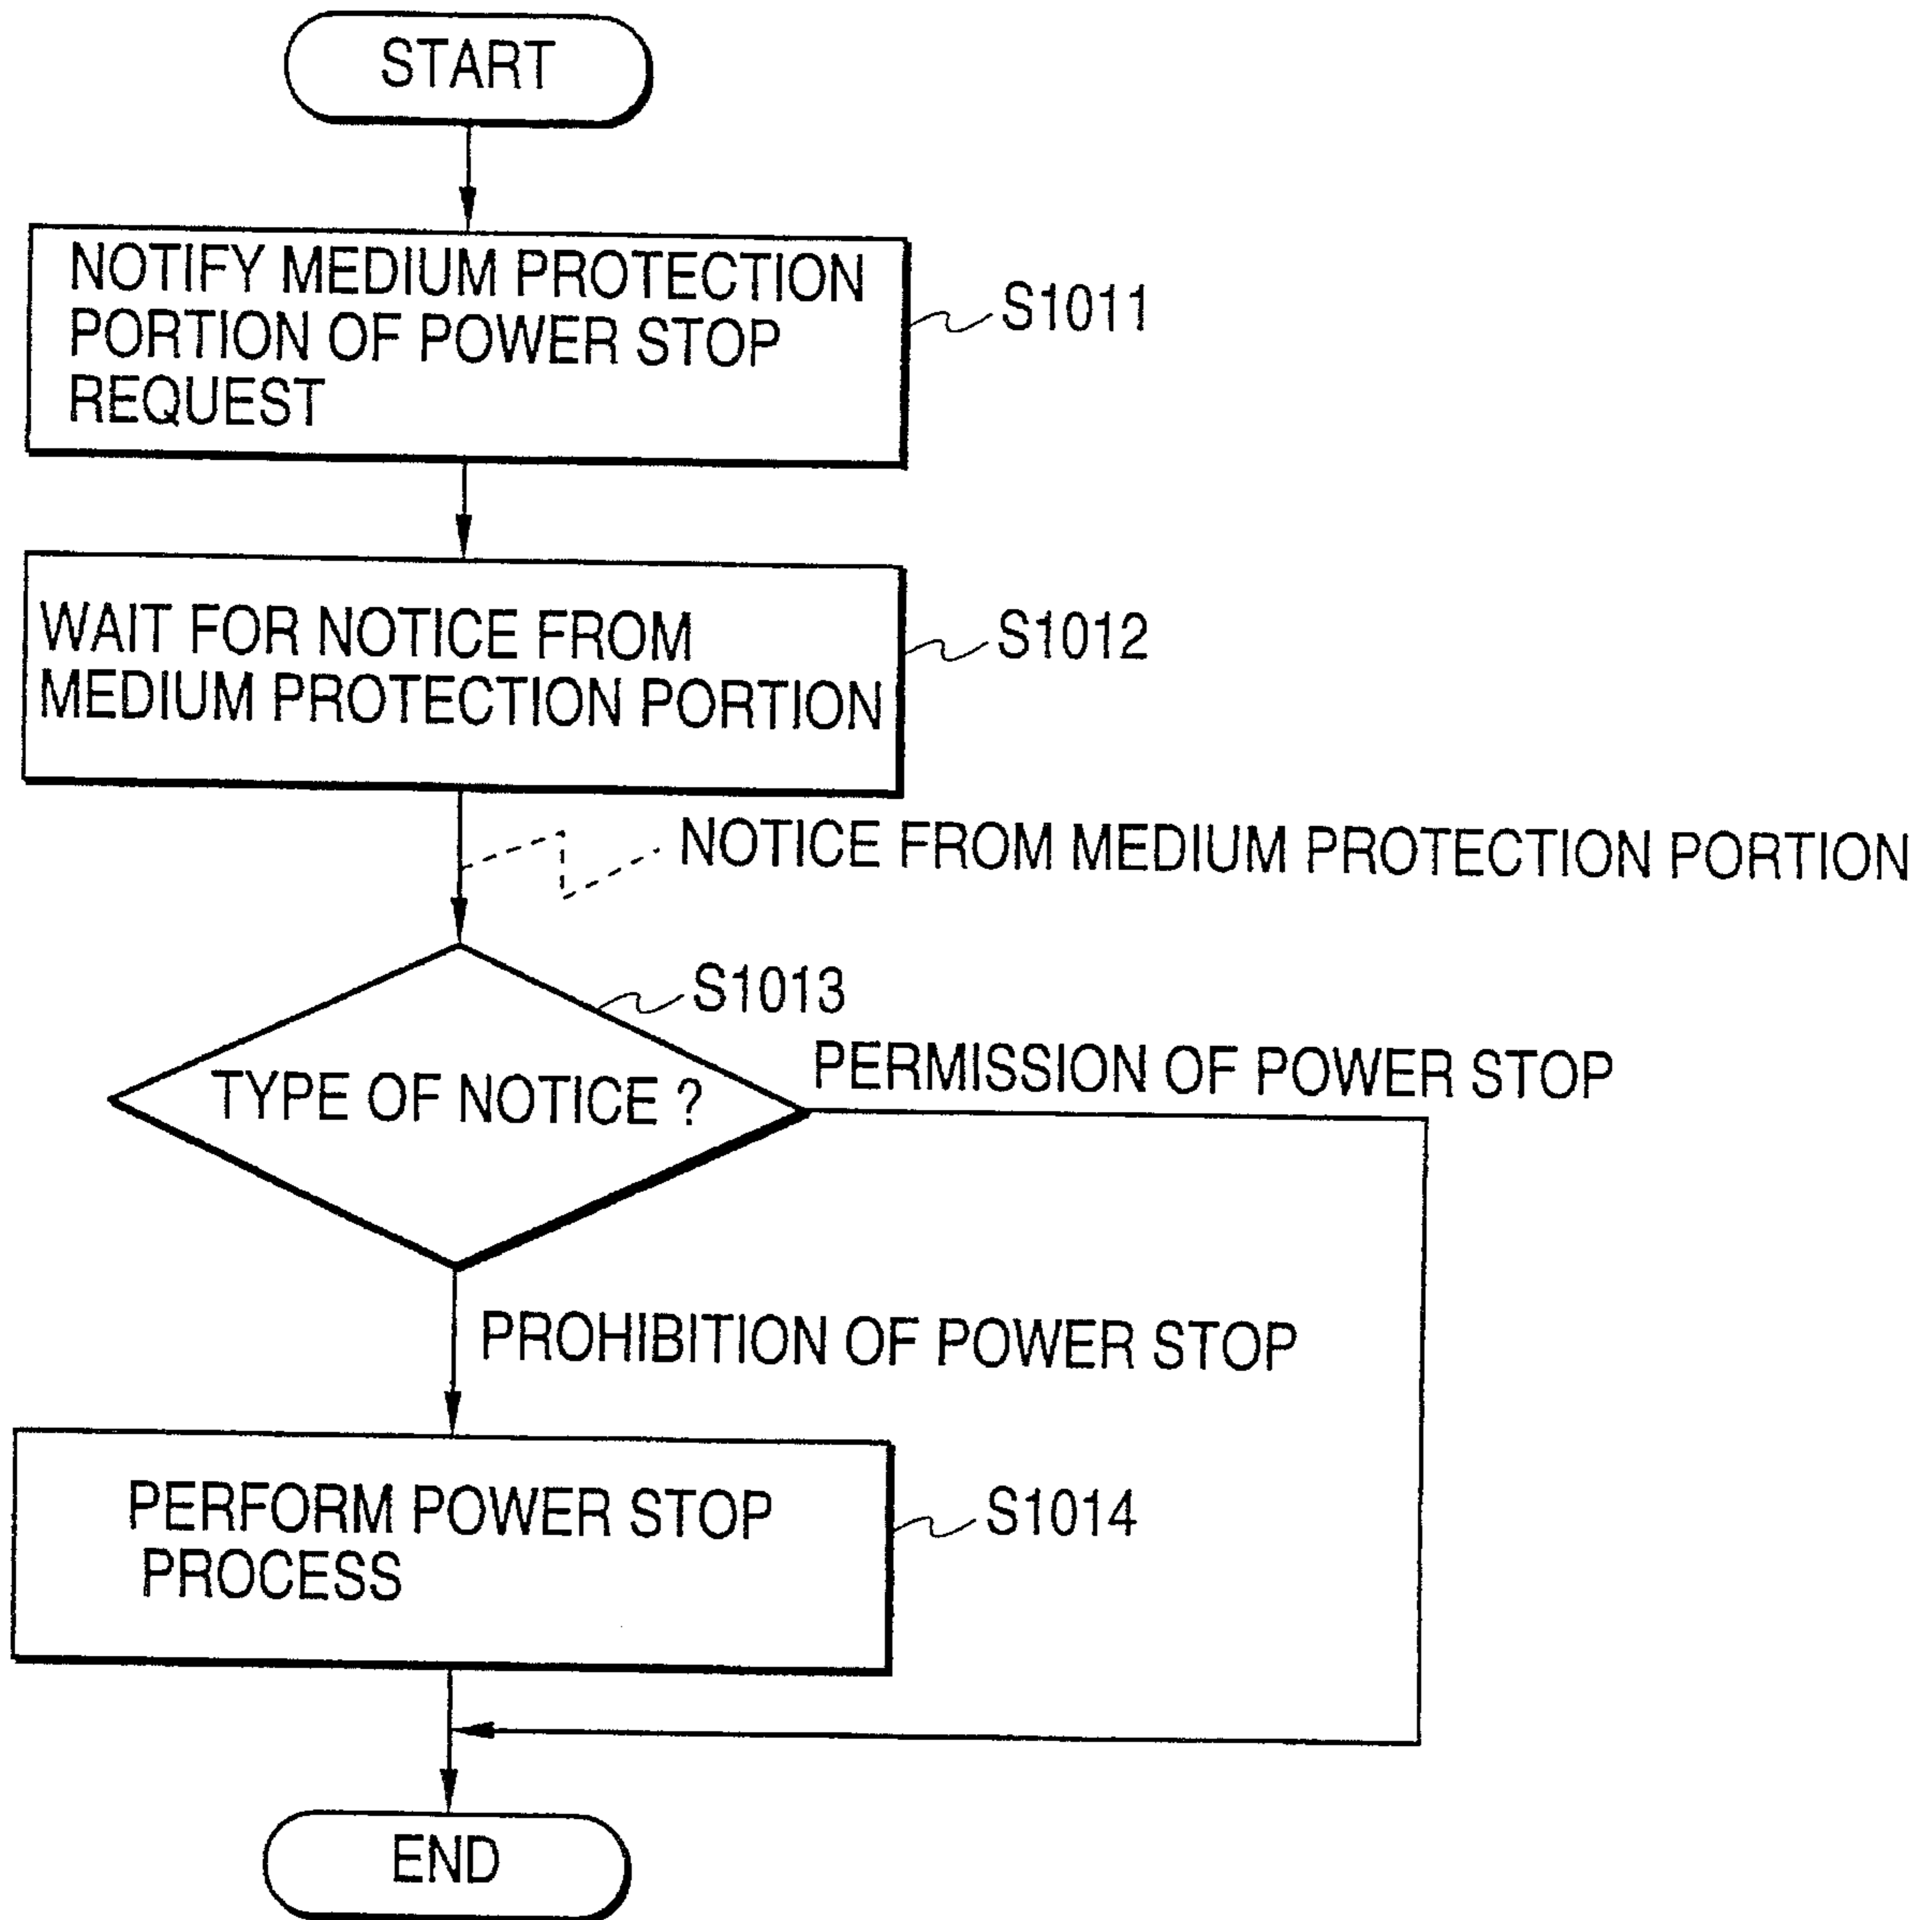 START
NOTIFY MEDIUM PROTECTION
PORTION OF POWER STOP
REQUEST
S1011
WAIT FOR NOTICE FROM
MEDIUM PROTECTION PORTION
S1012
NOTICE FROM MEDIUM PROTECTION PORTION
S1013
TYPE OF NOTICE ?
PERMISSION OF POWER STOP
PROHIBITION OF POWER STOP
PERFORM POWER STOP
PROCESS
S1014
END